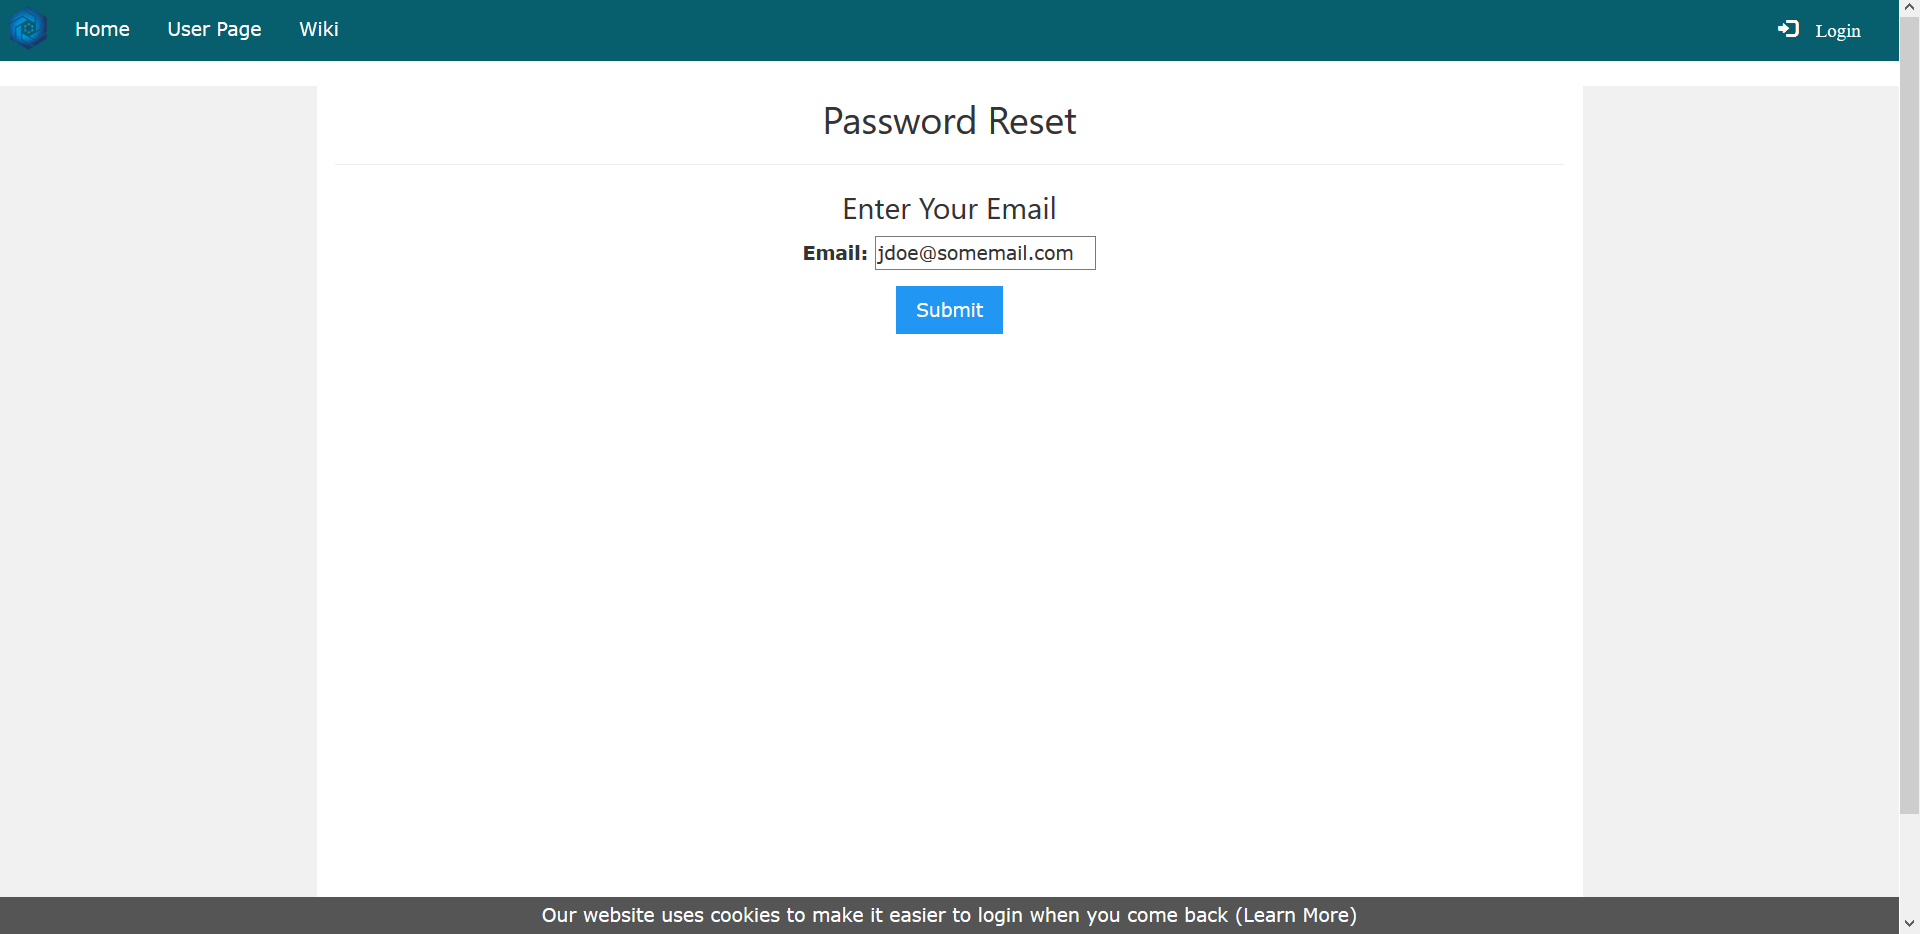 Home User Page Wiki Login
Password Reset
Enter Your Email
Email: jdoe@somemail.com
Submit
Our website uses cookies to make it easier to login when you come back (Learn More)